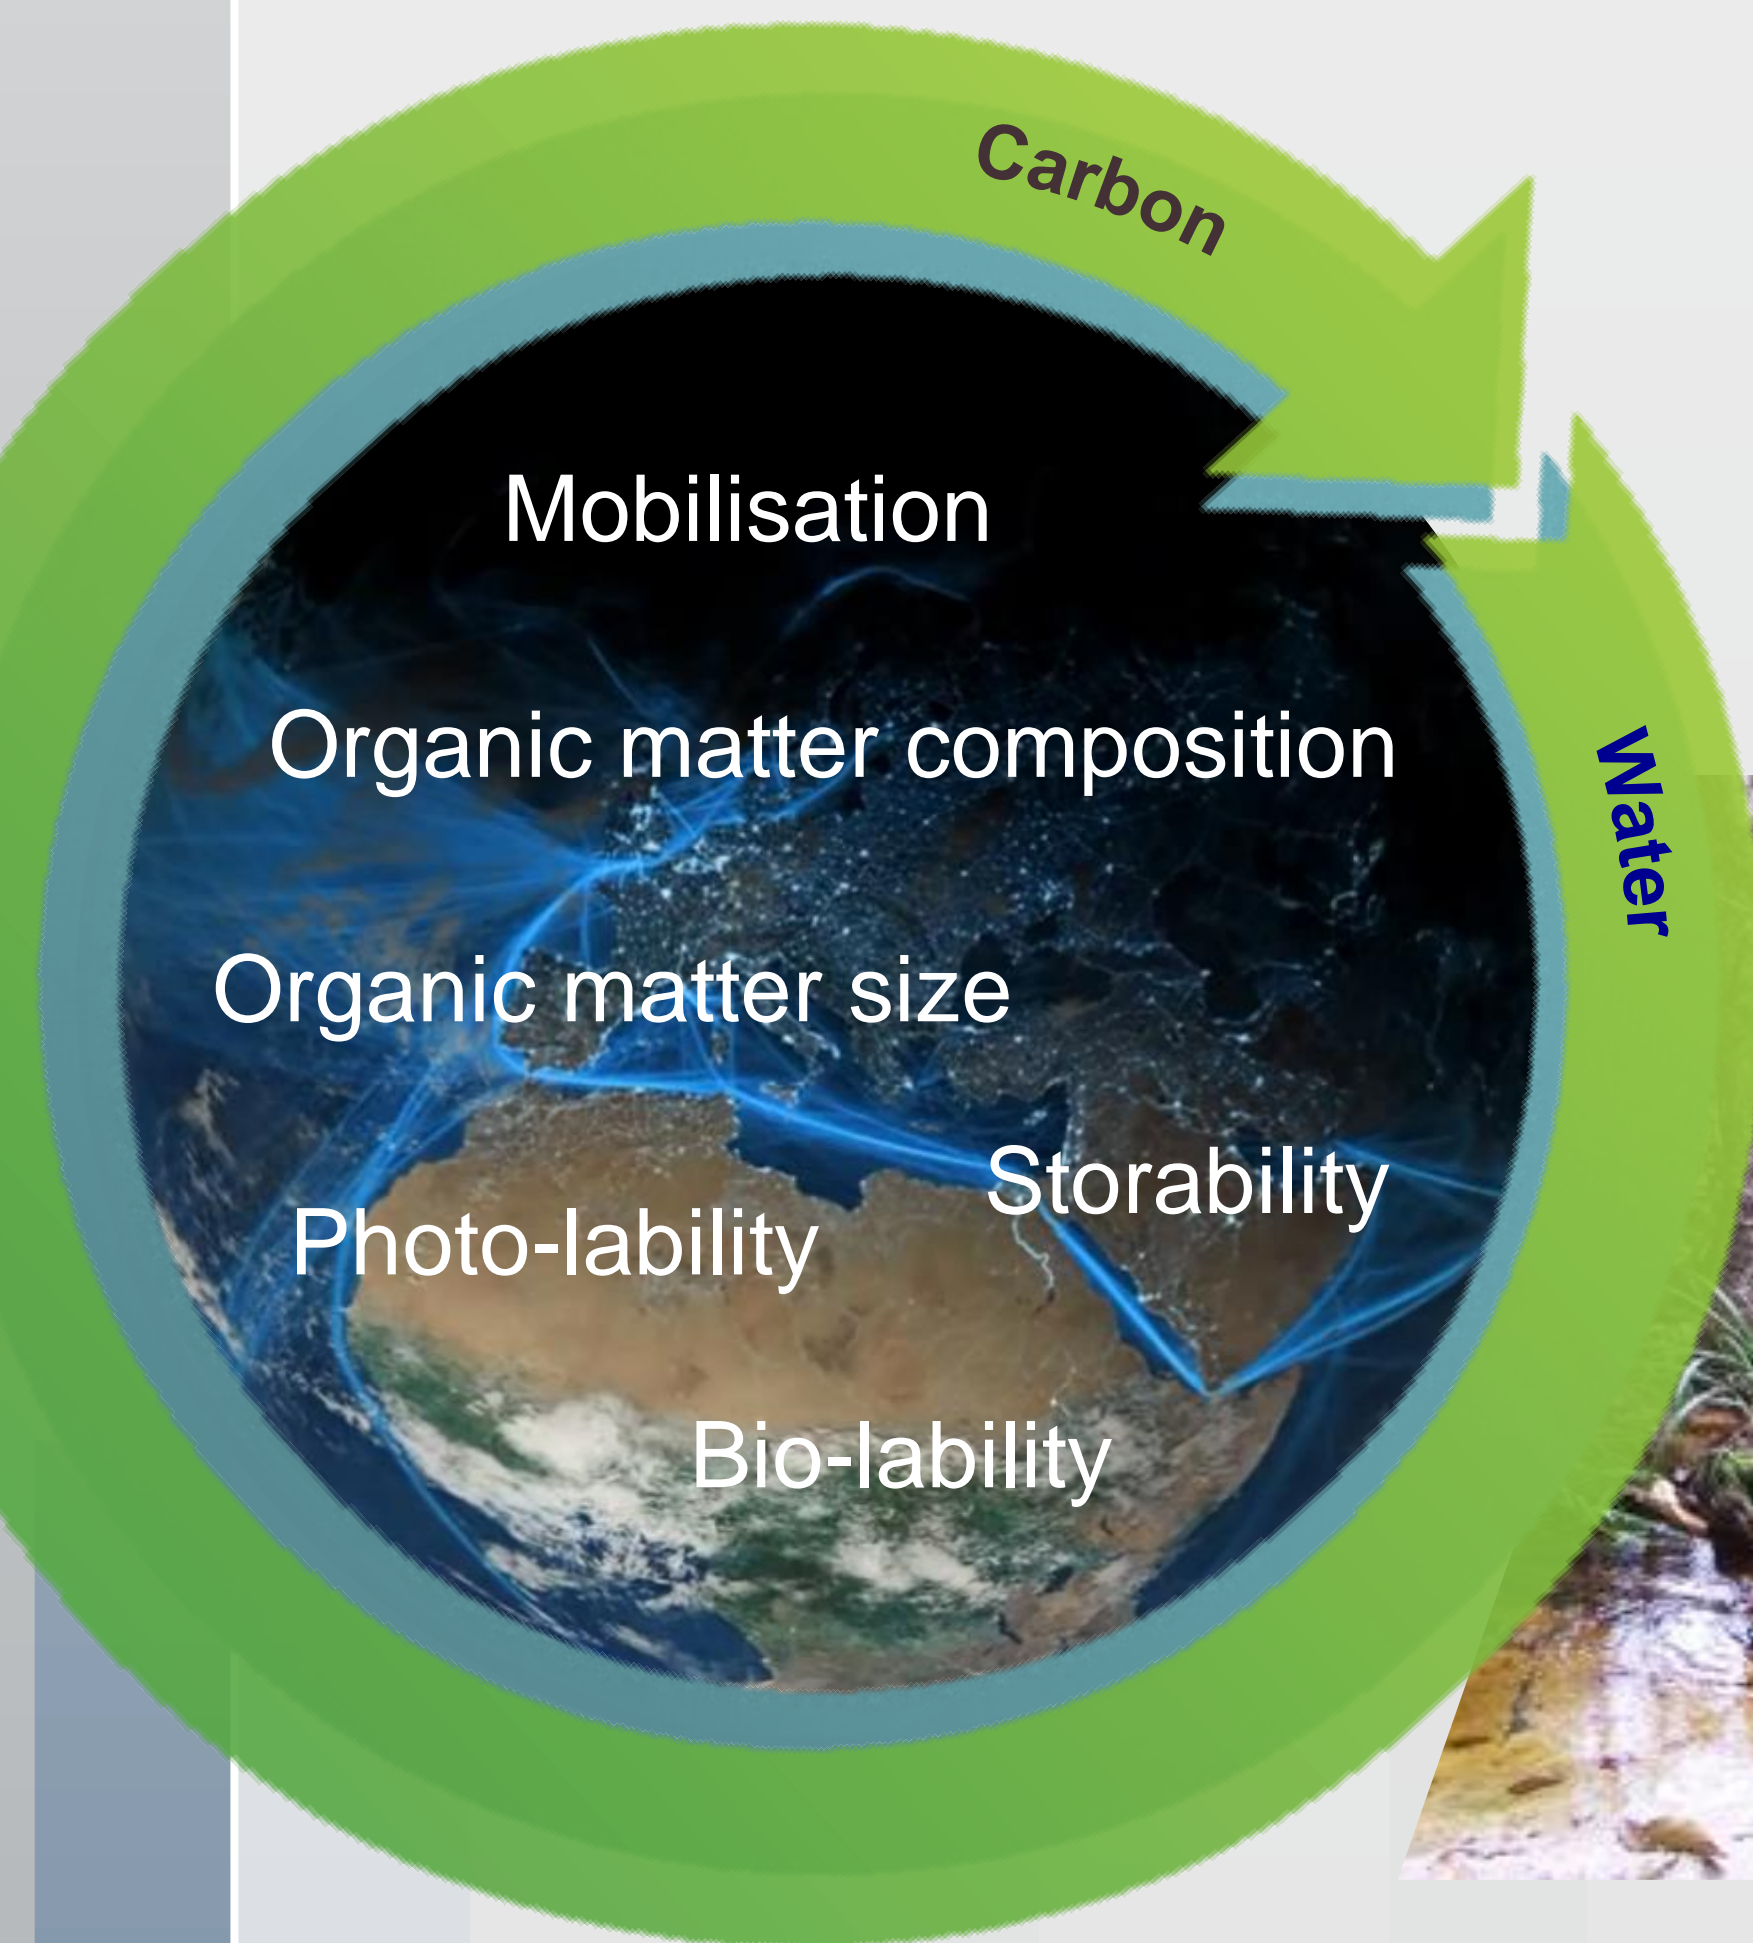 Carbon
Mobilisation
Organic matter composition
Water
Organic matter size
Storability
Photo-lability
Bio-lability